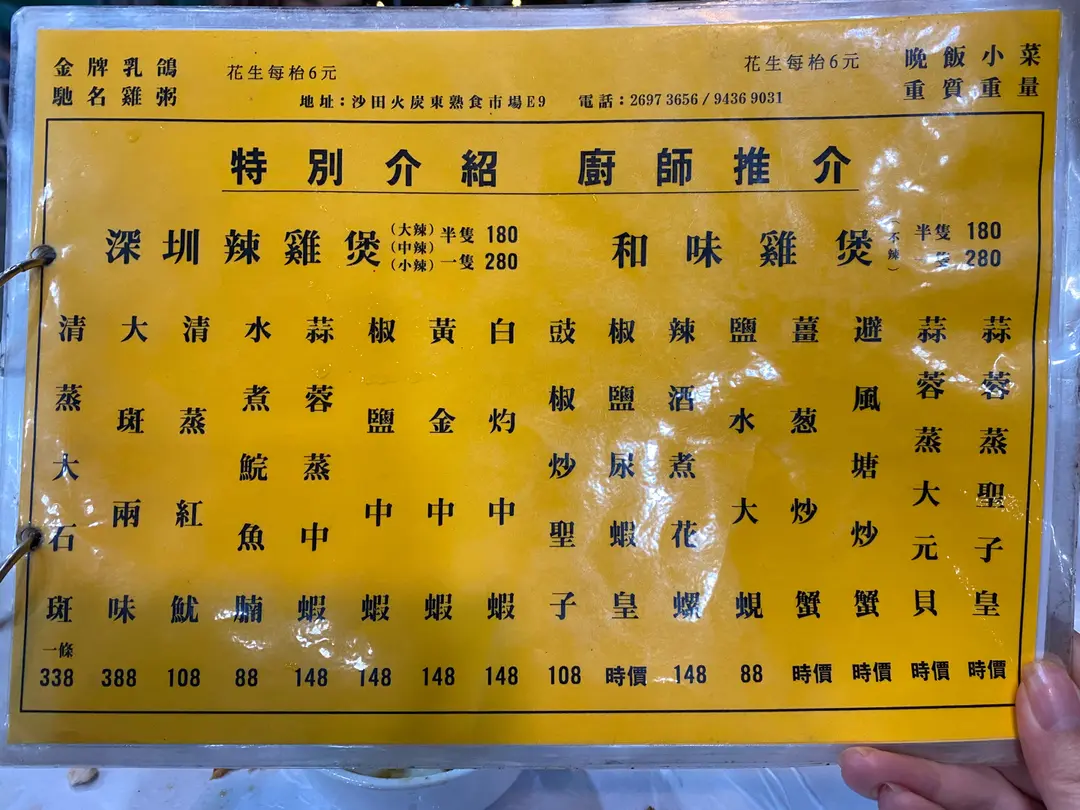 金牌乳鴿
馳名雞粥
花生每枱6元
花生每枱6元
晚飯小菜
重質重量
地址：沙田火炭東熟食市場E9 電話：2697 3656 / 9436 9031
特別介紹 廚師推介
深圳辣雞煲
(大辣)
(中辣)
(小辣)
半隻 180
一隻 280
和味雞煲
(不辣)
半隻 180
一隻 280
蒜蓉蒸聖子皇 時價
蒜蓉蒸大元貝 時價
避風塘炒蟹 時價
薑葱炒蟹 時價
鹽水大蜆 88
辣酒煮花螺 148
椒鹽尿蝦皇 時價
豉椒炒聖子 108
白灼中蝦 148
黃金中蝦 148
椒鹽中蝦 148
蒜蓉蒸中蝦 148
水煮鯇魚腩 88
清蒸紅魷 108
大斑兩味 388
清蒸大石斑 一條 338